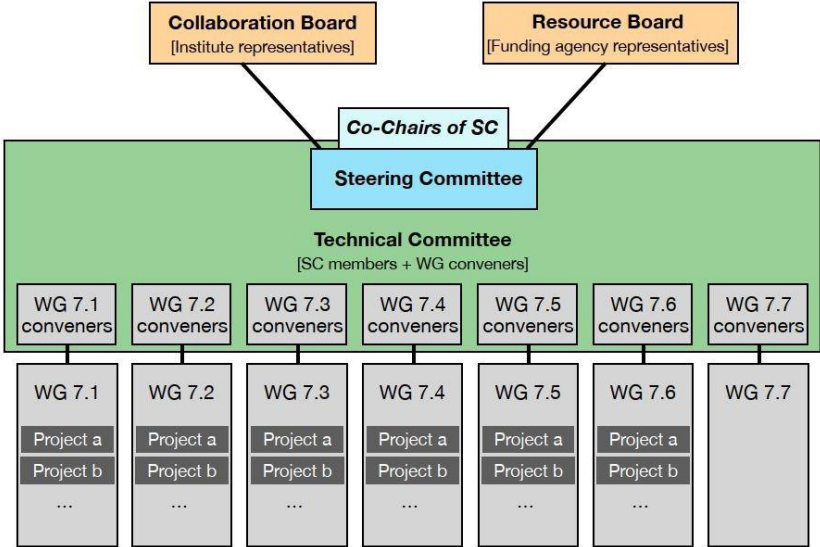 Collaboration Board
[Institute representatives]
Resource Board
[Funding agency representatives]
Co-Chairs of SC
Steering Committee
Technical Committee
[SC members + WG conveners]
WG 7.1
conveners
WG 7.2
conveners
WG 7.3
conveners
WG 7.4
conveners
WG 7.5
conveners
WG 7.6
conveners
WG 7.7
conveners
WG 7.1
Project a
Project b
...
WG 7.2
Project a
Project b
...
WG 7.3
Project a
Project b
...
WG 7.4
Project a
Project b
...
WG 7.5
Project a
Project b
...
WG 7.6
Project a
Project b
...
WG 7.7